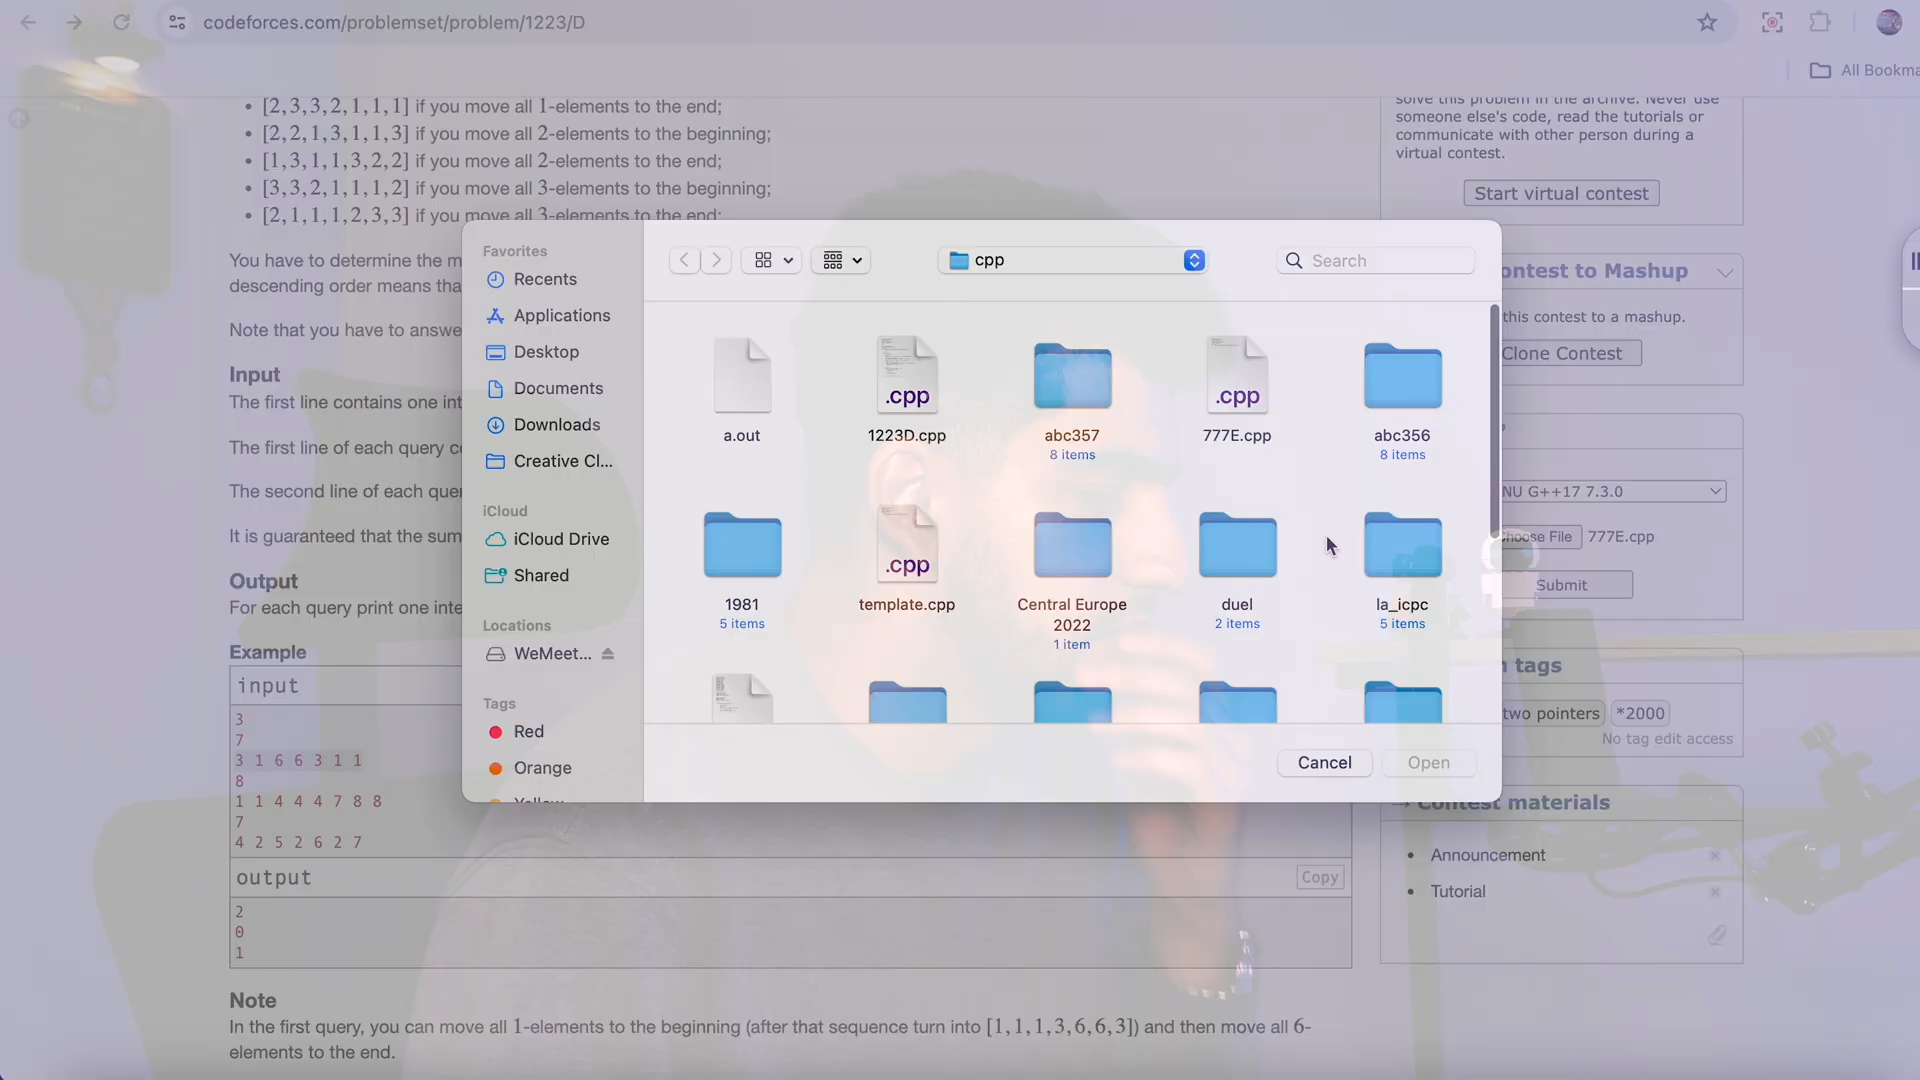 codeforces.com/problemset/problem/1223/D
All Bookma
• [2,3,3,2,1,1,1] if you move all 1-elements to the end;
• [2,2,1,3,1,1,3] if you move all 2-elements to the beginning;
• [1,3,1,1,3,2,2] if you move all 2-elements to the end;
• [3,3,2,1,1,1,2] if you move all 3-elements to the beginning;
• [2,1,1,1,2,3,3] if you move all 3-elements to the end;
You have to determine the m
descending order means tha
Note that you have to answe
Input
The first line contains one int
The first line of each query c
The second line of each quer
It is guaranteed that the sum
Output
For each query print one inte
Example
input
3
7
3 1 6 6 3 1 1
8
1 1 4 4 4 7 8 8
7
4 2 5 2 6 2 7
output
Copy
2
0
1
Note
In the first query, you can move all 1-elements to the beginning (after that sequence turn into [1,1,1,3,6,6,3]) and then move all 6-
elements to the end.
Favorites
Recents
Applications
Desktop
Documents
Downloads
Creative Cl...
iCloud
iCloud Drive
Shared
Locations
WeMeet...
Tags
Red
Orange
Yellow
cpp
Search
a.out
.cpp
1223D.cpp
abc357
8 items
.cpp
777E.cpp
abc356
8 items
1981
5 items
.cpp
template.cpp
Central Europe
2022
1 item
duel
2 items
la_icpc
5 items
Cancel
Open
solve this problem in the archive. Never use
someone else's code, read the tutorials or
communicate with other person during a
virtual contest.
Start virtual contest
ontest to Mashup
this contest to a mashup.
Clone Contest
NU G++17 7.3.0
hoose File
777E.cpp
Submit
n tags
two pointers
*2000
No tag edit access
→ Contest materials
• Announcement
• Tutorial